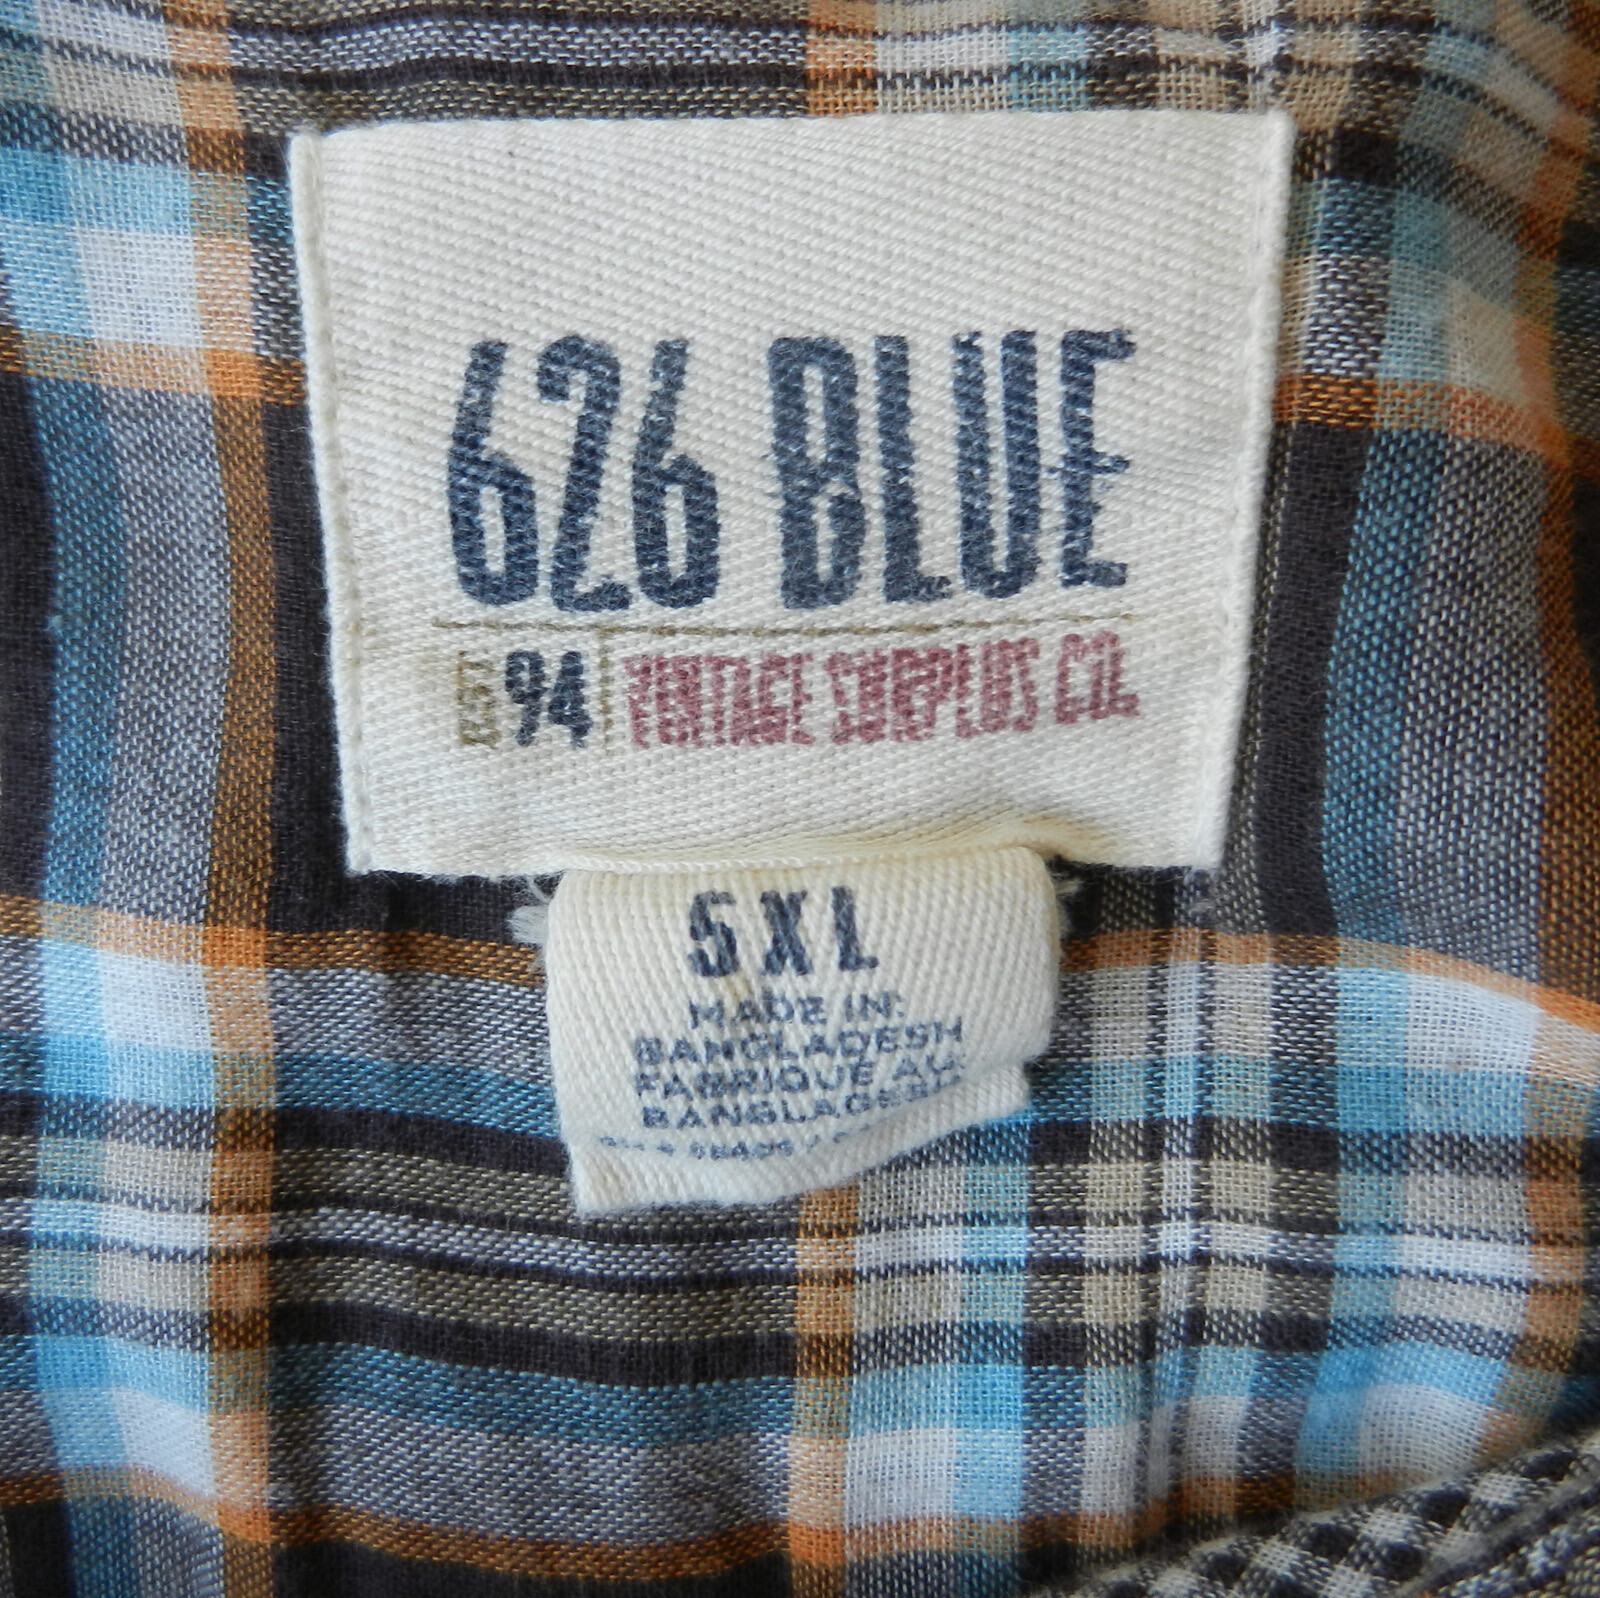 626 BLUE
EST 94 VINTAGE SURPLUS CO.
5XL
MADE IN:
BANGLADESH
FABRIQUE AU
BANGLADESH